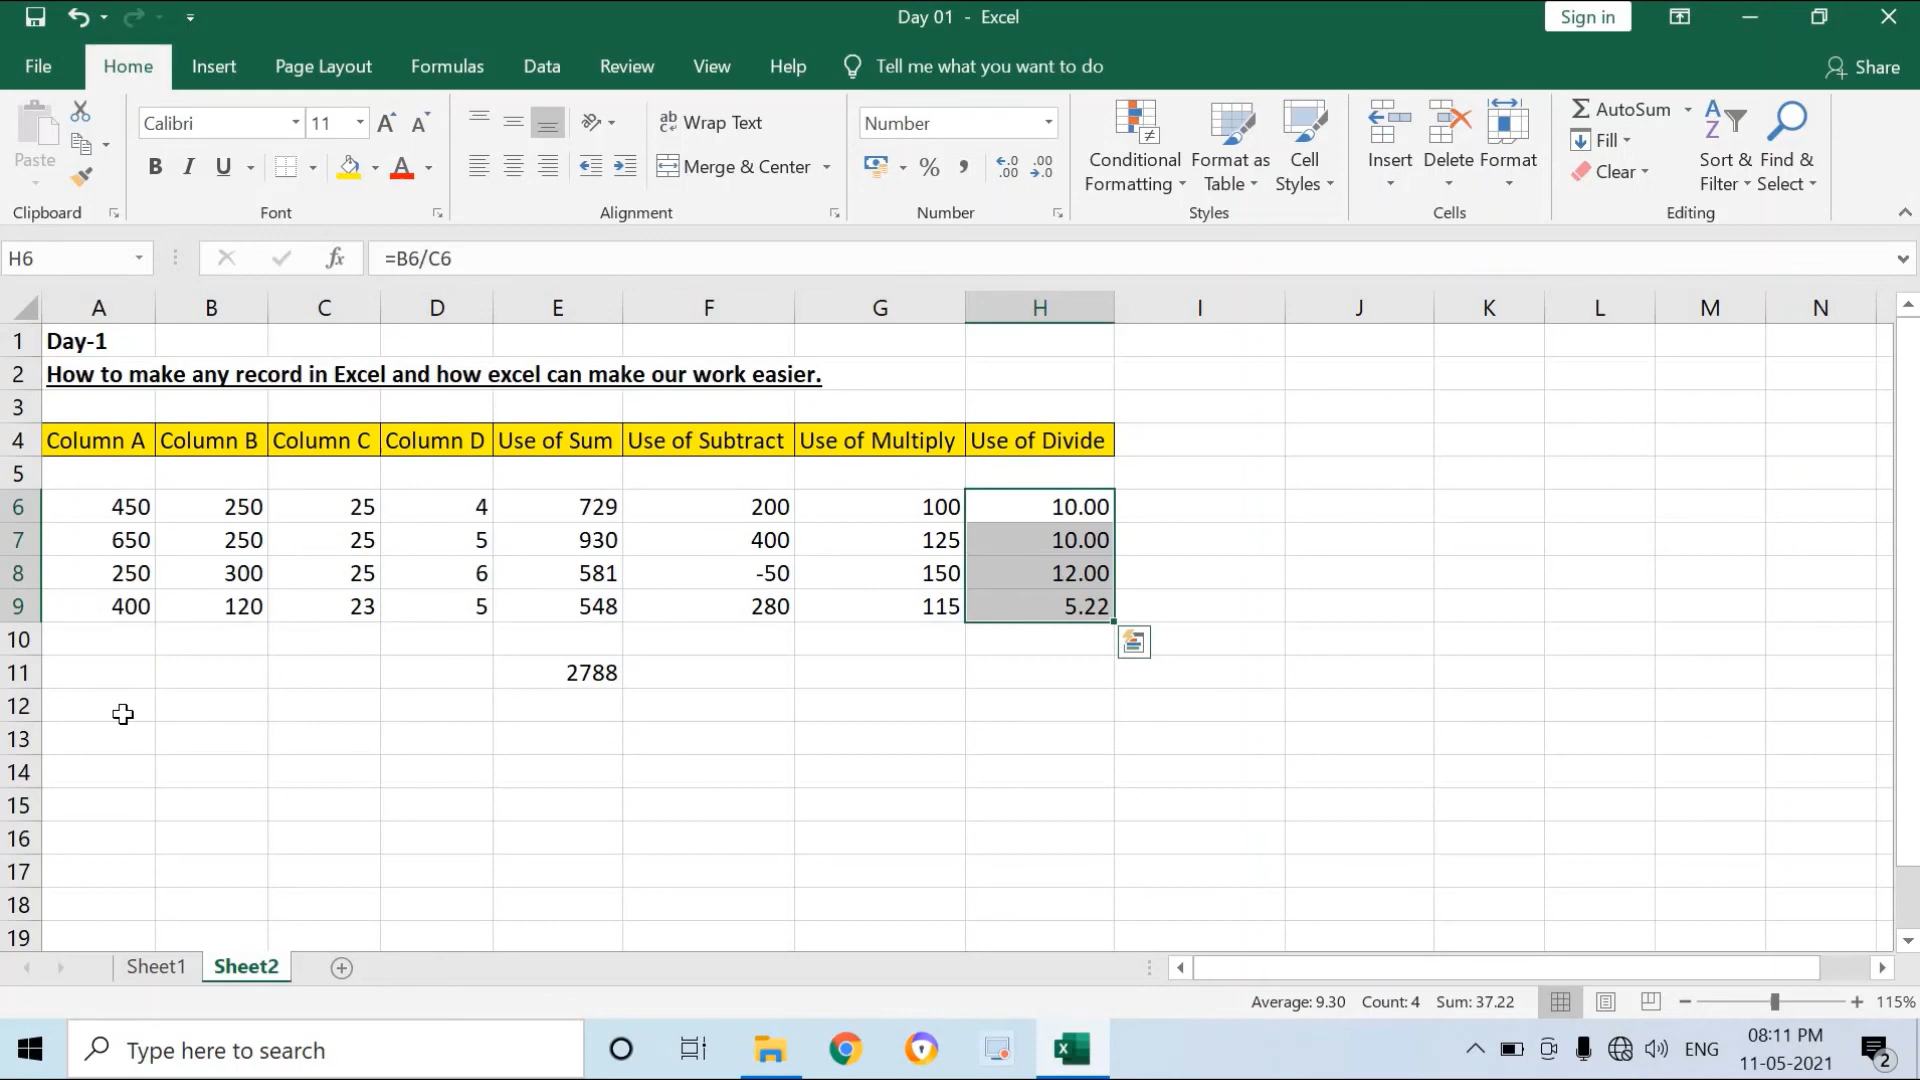 Day 01 - Excel
Sign in
File Home Insert Page Layout Formulas Data Review View Help Tell me what you want to do Share
Paste
Calibri 11
B I U
Wrap Text
Merge & Center
Number
Conditional Formatting
Format as Table
Cell Styles
Insert Delete Format
AutoSum
Fill
Clear
Sort & Filter
Find & Select
Clipboard Font Alignment Number Styles Cells Editing
H6 fx =B6/C6
A B C D E F G H I J K L M N
1 Day-1
2 How to make any record in Excel and how excel can make our work easier.
3
4 Column A Column B Column C Column D Use of Sum Use of Subtract Use of Multiply Use of Divide
5
6 450 250 25 4 729 200 100 10.00
7 650 250 25 5 930 400 125 10.00
8 250 300 25 6 581 -50 150 12.00
9 400 120 23 5 548 280 115 5.22
10
11 2788
12
13
14
15
16
17
18
19
Sheet1 Sheet2
Average: 9.30 Count: 4 Sum: 37.22 115%
Type here to search
ENG
08:11 PM
11-05-2021
2